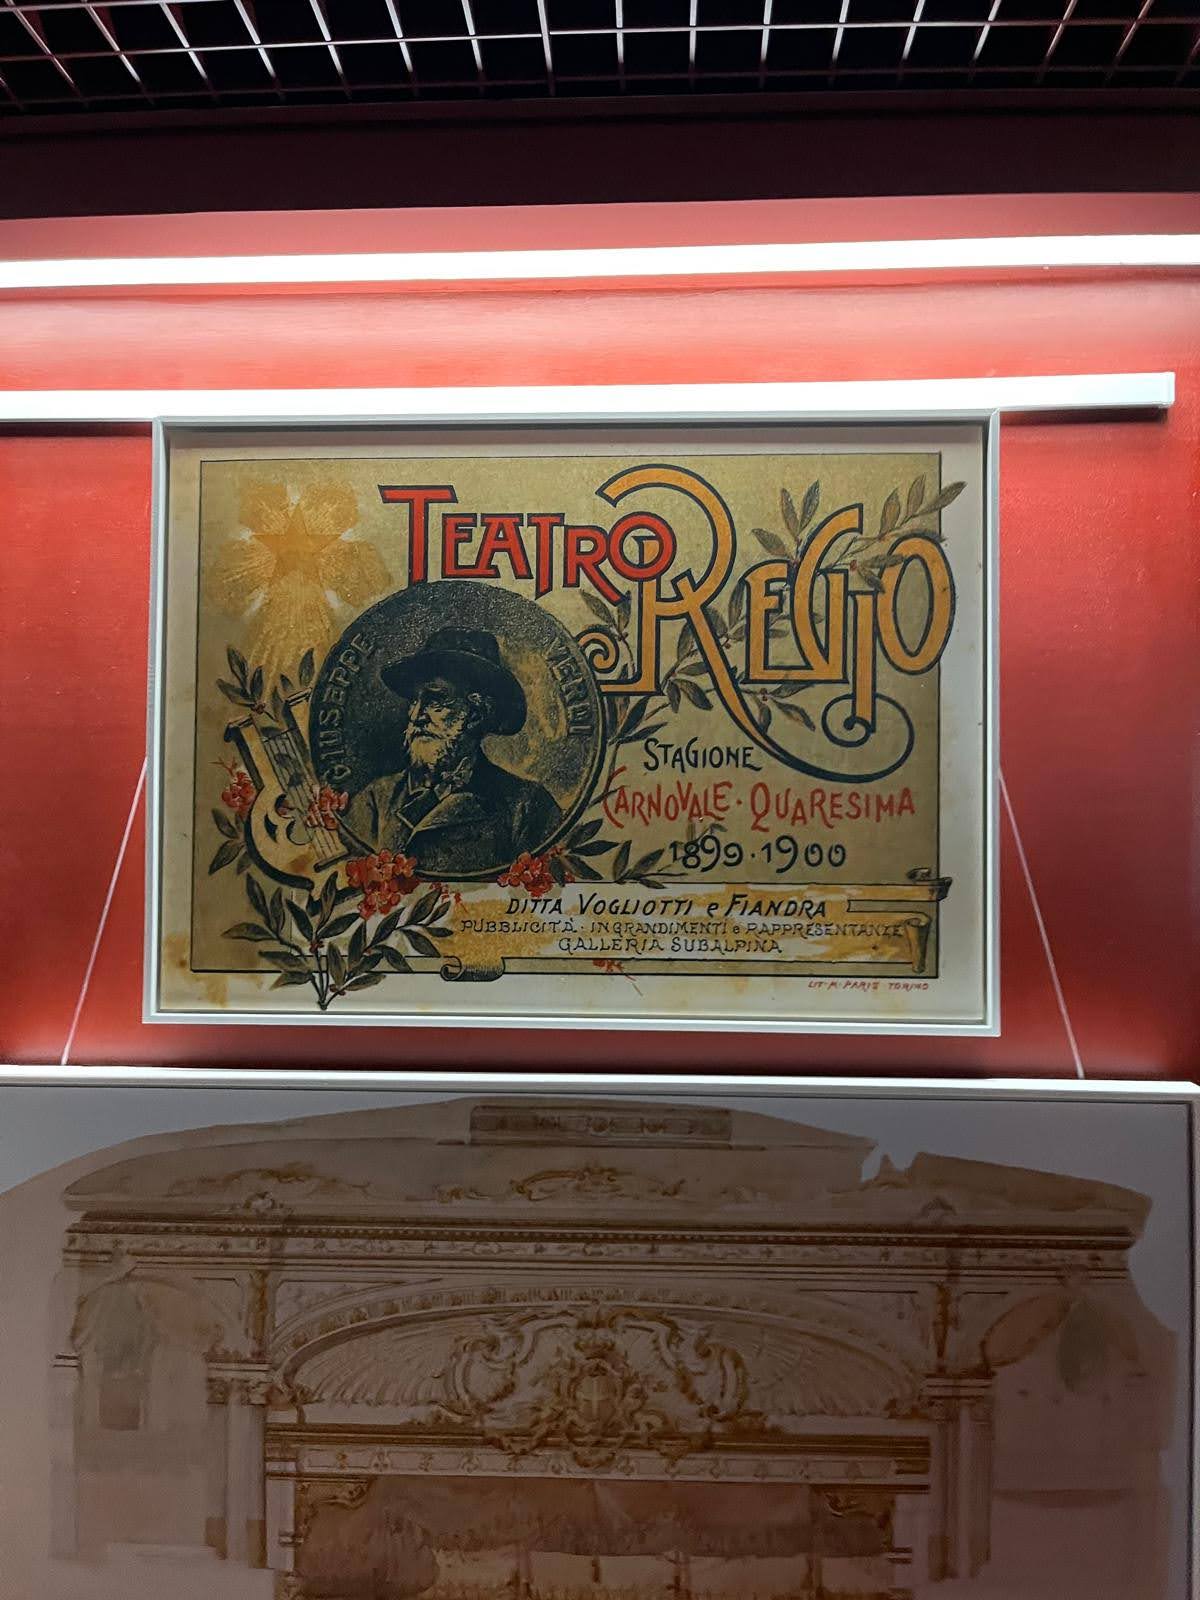 TEATRO REGIO
GIUSEPPE VERDI
STAGIONE
CARNOVALE · QUARESIMA
1899 · 1900
DITTA VOGLIOTTI e FIANDRA
PUBBLICITÀ · INGRANDIMENTI e RAPPRESENTANZE
GALLERIA SUBALPINA
LIT. M. PARIS TORINO